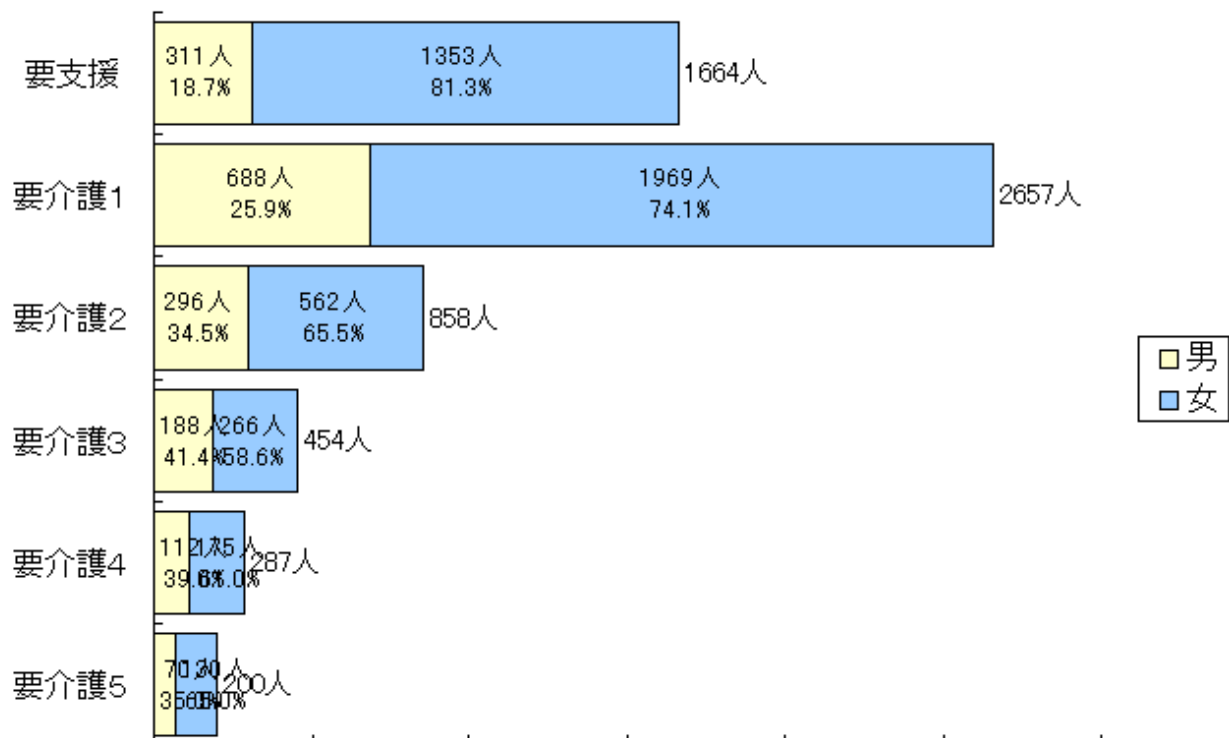 要支援
311人
18.7%
1353人
81.3%
1664人
要介護1
688人
25.9%
1969人
74.1%
2657人
要介護2
296人
34.5%
562人
65.5%
858人
男
女
要介護3
188人
41.4%
266人
58.6%
454人
要介護4
287人
要介護5
200人